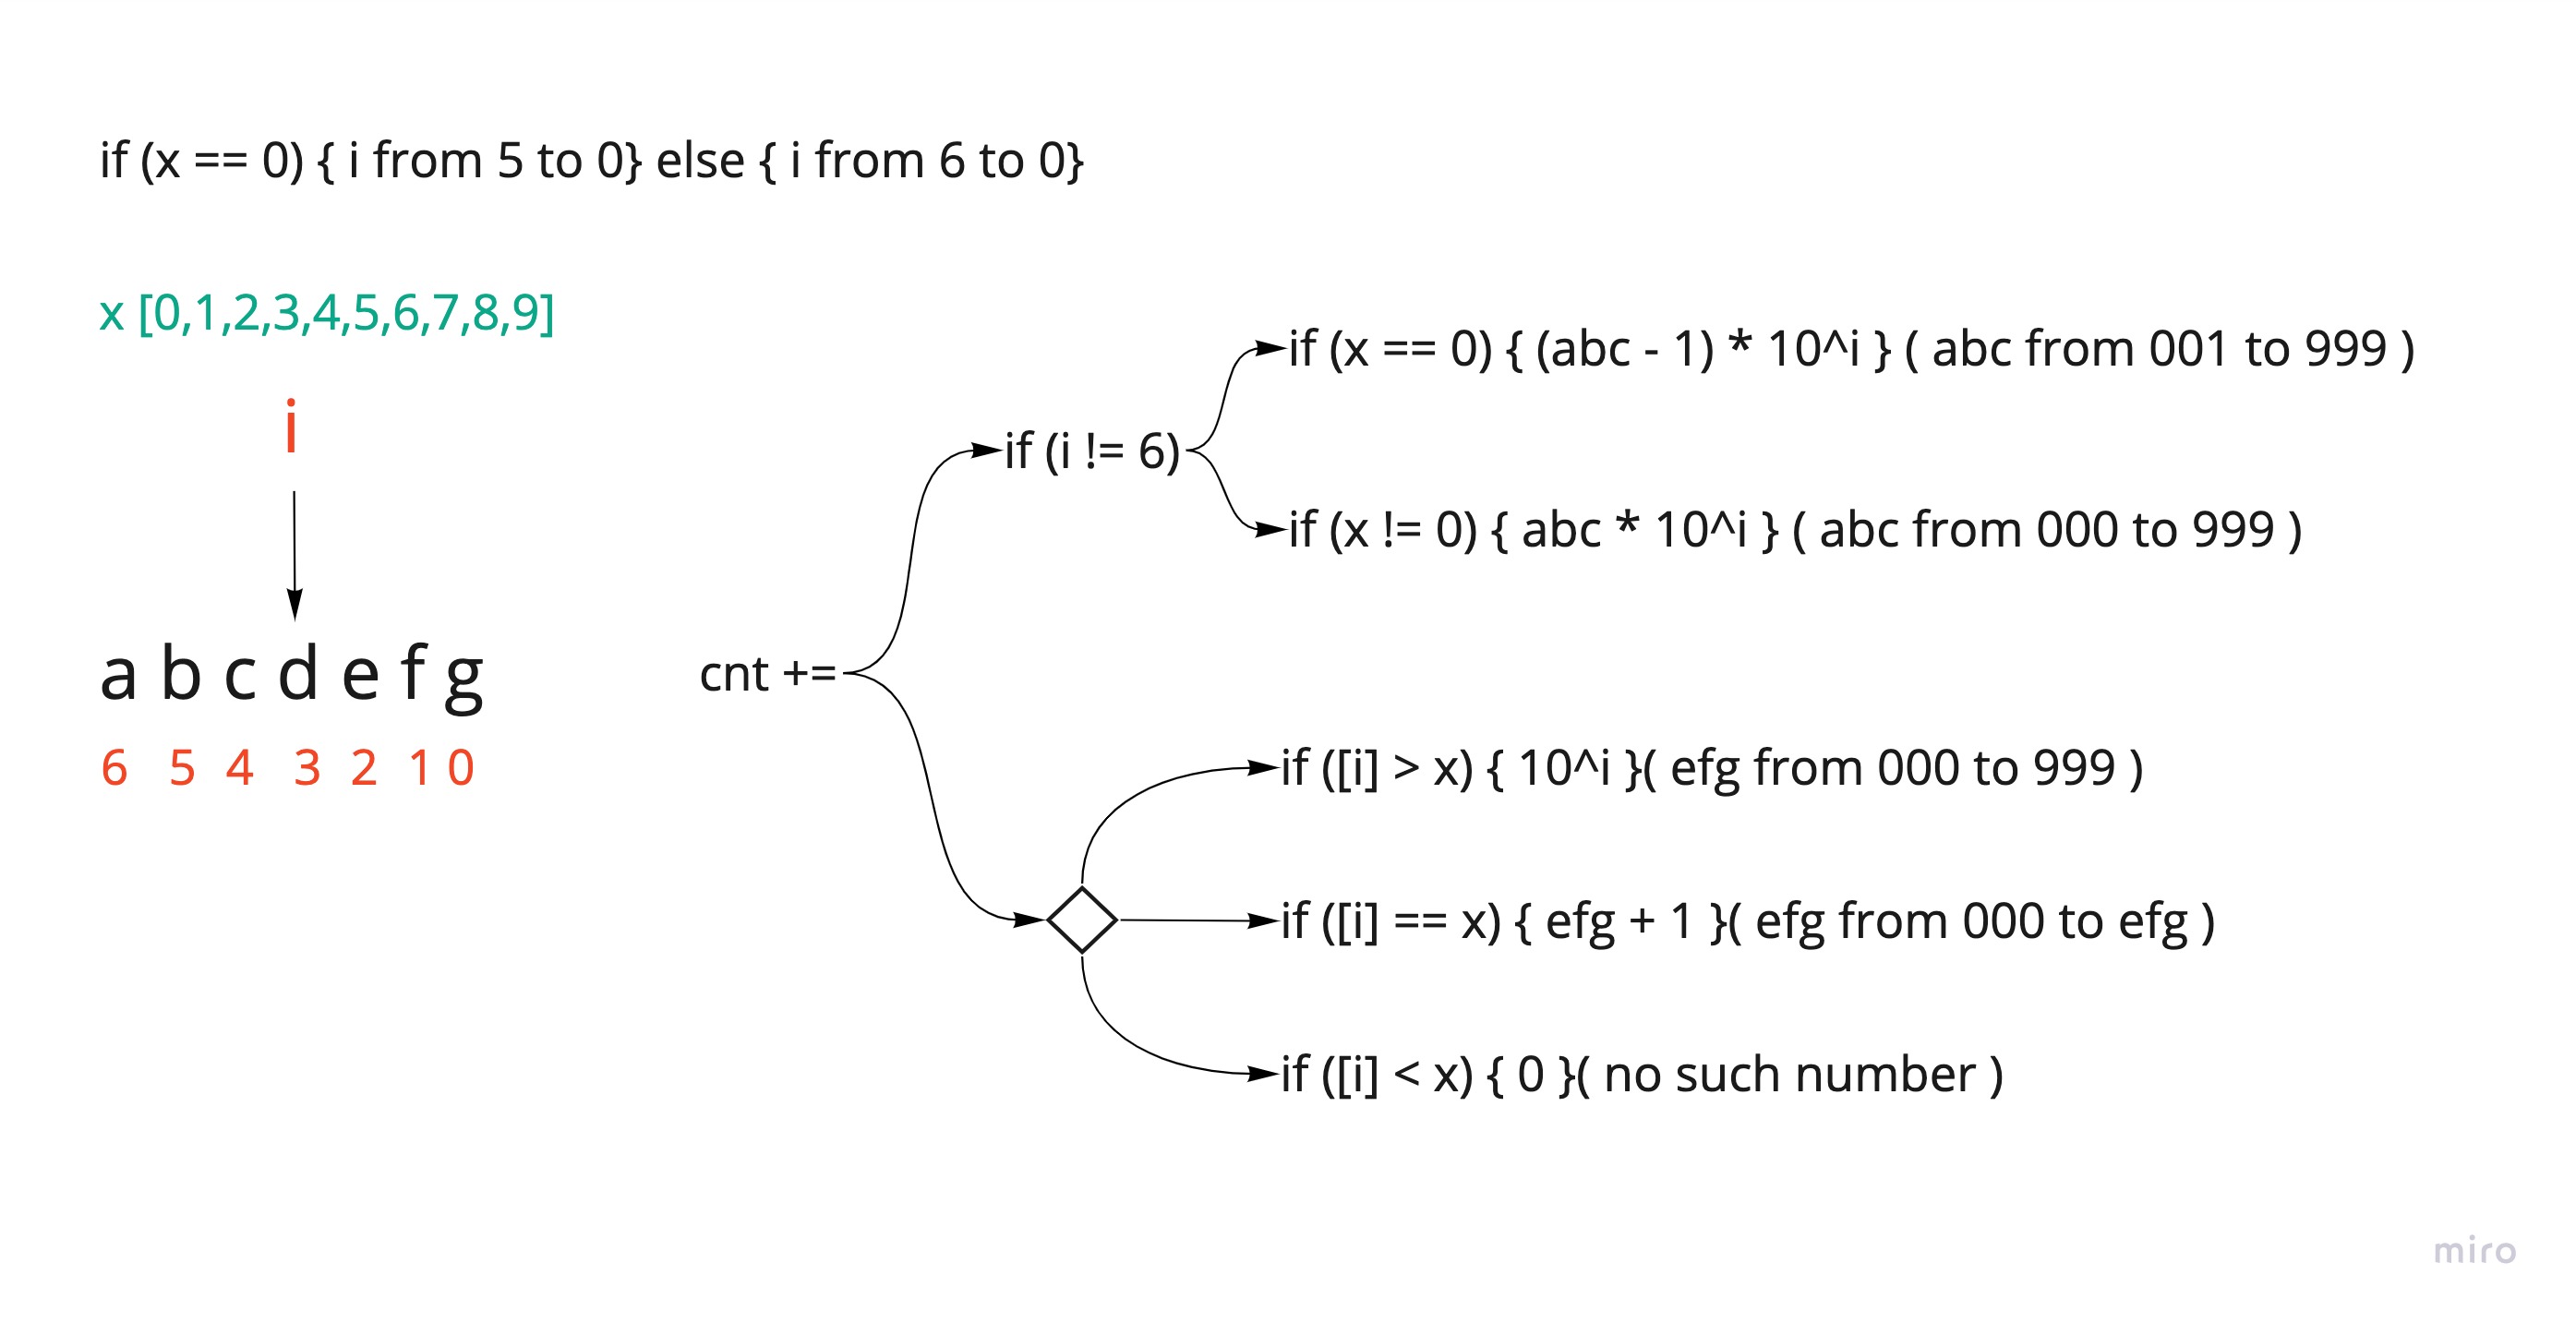 if (x == 0) { i from 5 to 0} else { i from 6 to 0}
x [0,1,2,3,4,5,6,7,8,9]
i
a b c d e f g
6 5 4 3 2 1 0
cnt +=
if (i != 6)
if (x == 0) { (abc - 1) * 10^i } ( abc from 001 to 999 )
if (x != 0) { abc * 10^i } ( abc from 000 to 999 )
if ([i] > x) { 10^i }( efg from 000 to 999 )
if ([i] == x) { efg + 1 }( efg from 000 to efg )
if ([i] < x) { 0 }( no such number )
miro